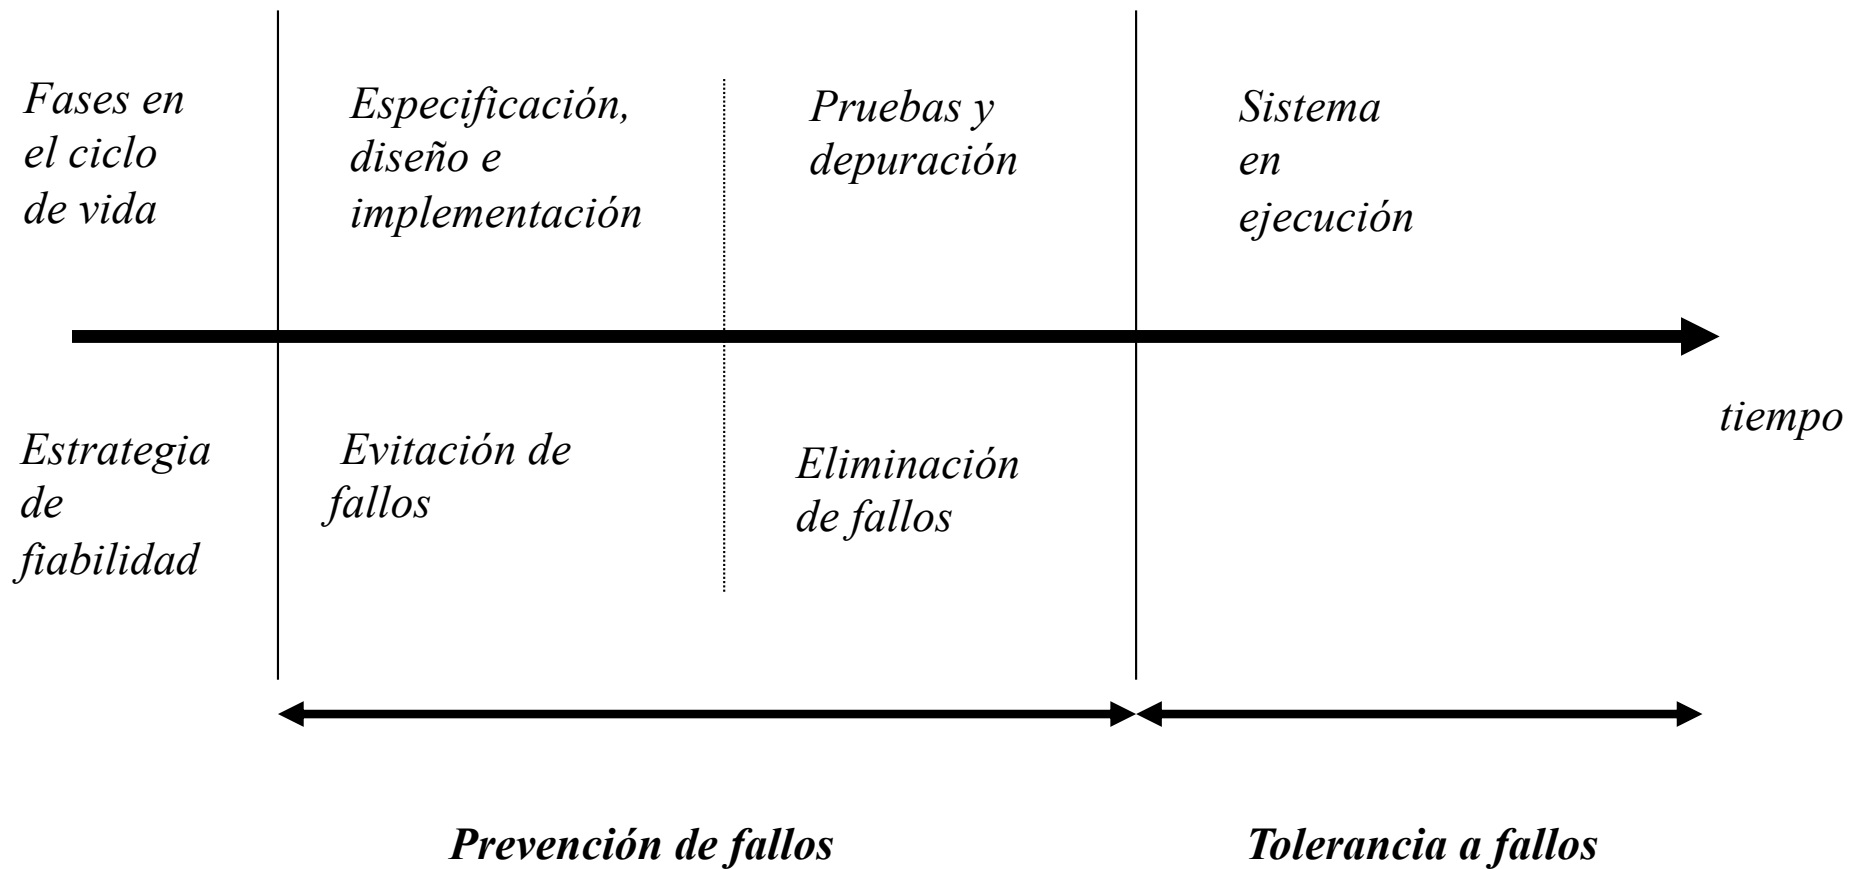 Fases en
el ciclo
de vida
Especificación,
diseño e
implementación
Pruebas y
depuración
Sistema
en
ejecución
tiempo
Estrategia
de
fiabilidad
Evitación de
fallos
Eliminación
de fallos
Prevención de fallos
Tolerancia a fallos